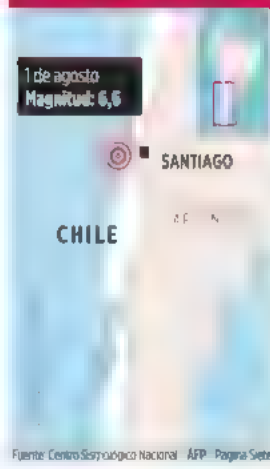 1 de agosto
Magnitud: 6,6
SANTIAGO
CHILE
Fuente: Centro Sismológico Nacional AFP Pagina Siete